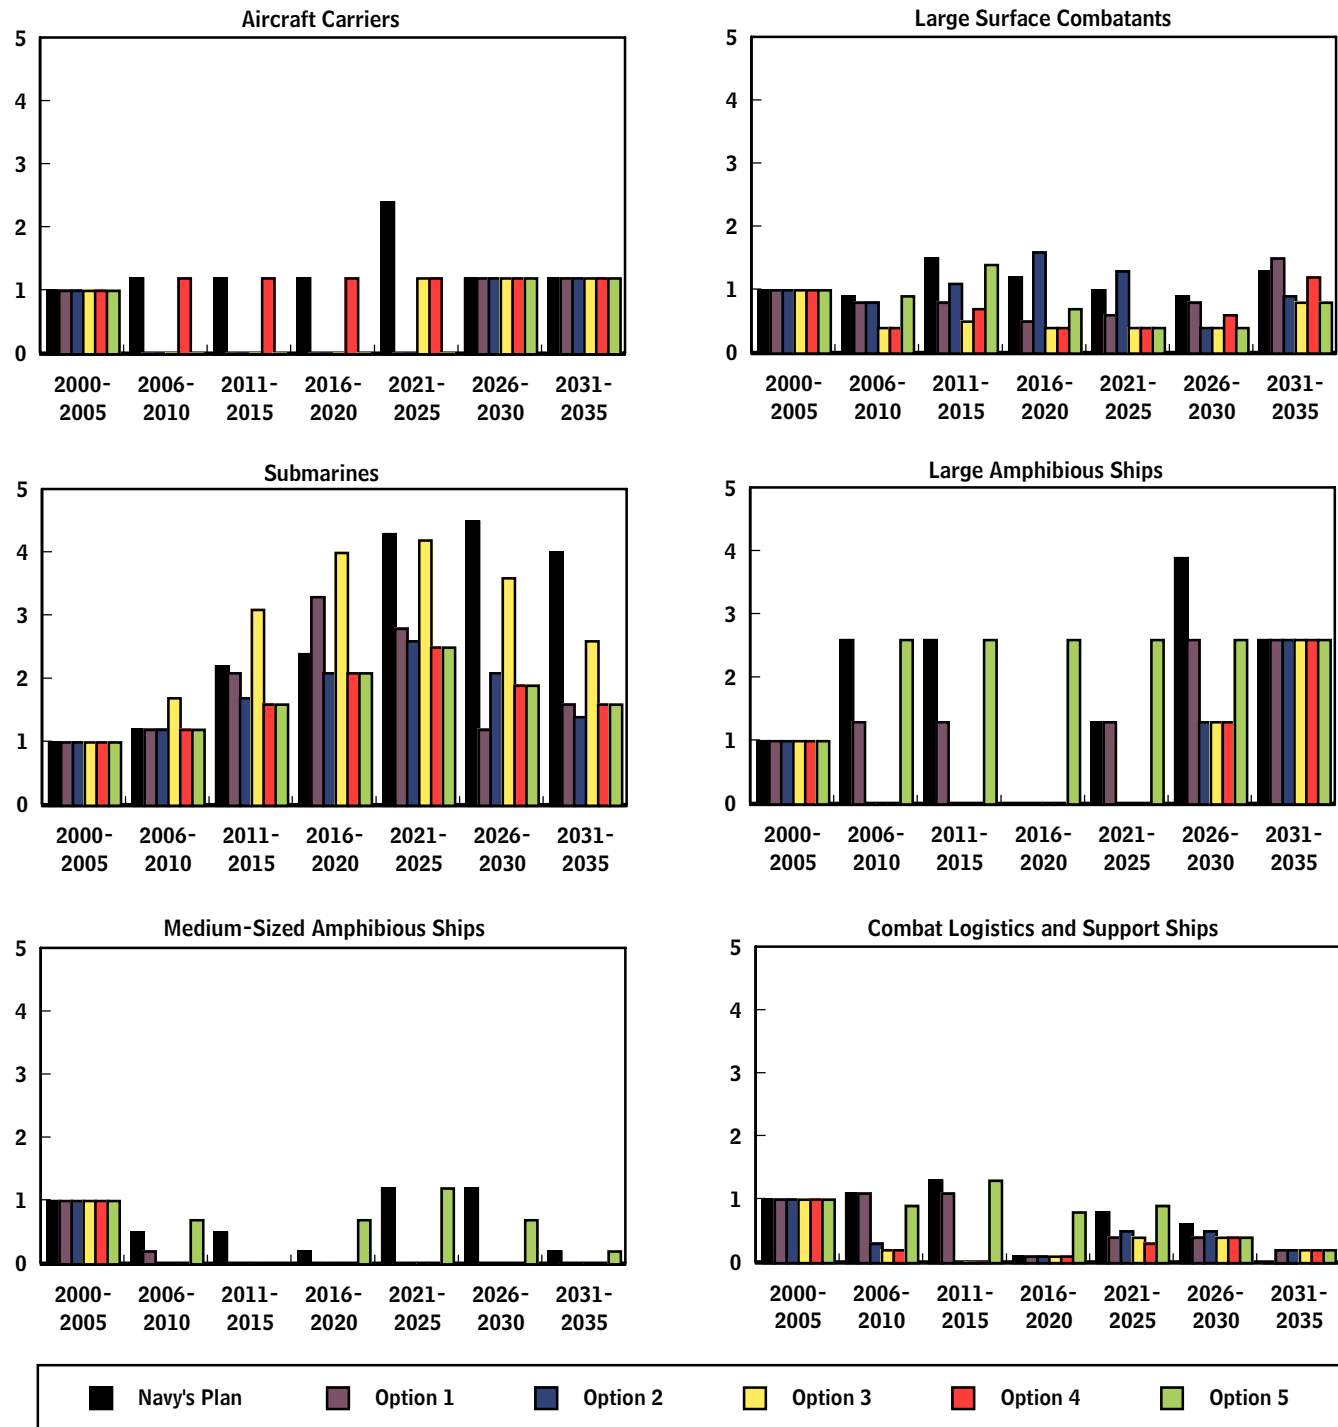 Aircraft Carriers
5
4
3
2
1
0
2000- 2006- 2011- 2016- 2021- 2026- 2031-
2005 2010 2015 2020 2025 2030 2035
Large Surface Combatants
5
4
3
2
1
0
2000- 2006- 2011- 2016- 2021- 2026- 2031-
2005 2010 2015 2020 2025 2030 2035
Submarines
5
4
3
2
1
0
2000- 2006- 2011- 2016- 2021- 2026- 2031-
2005 2010 2015 2020 2025 2030 2035
Large Amphibious Ships
5
4
3
2
1
0
2000- 2006- 2011- 2016- 2021- 2026- 2031-
2005 2010 2015 2020 2025 2030 2035
Medium-Sized Amphibious Ships
5
4
3
2
1
0
2000- 2006- 2011- 2016- 2021- 2026- 2031-
2005 2010 2015 2020 2025 2030 2035
Combat Logistics and Support Ships
5
4
3
2
1
0
2000- 2006- 2011- 2016- 2021- 2026- 2031-
2005 2010 2015 2020 2025 2030 2035
Navy's Plan Option 1 Option 2 Option 3 Option 4 Option 5